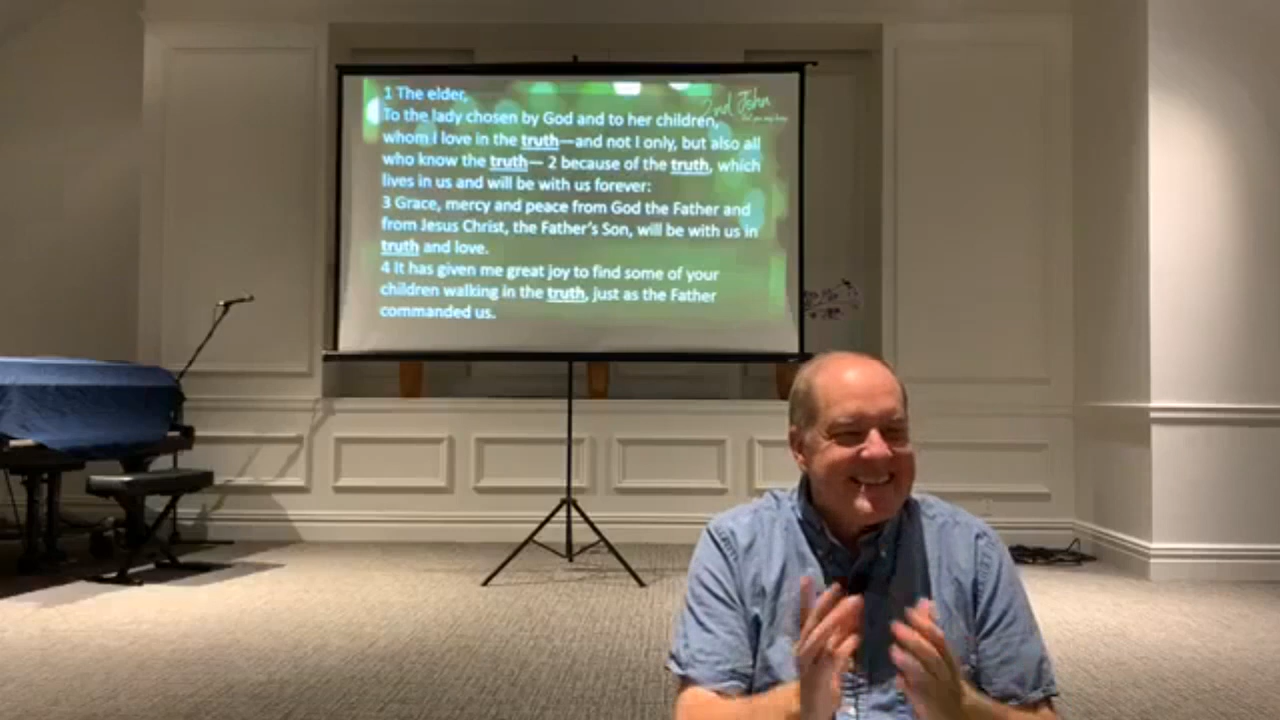 1 The elder,
2nd John
To the lady chosen by God and to her children,
whom I love in the truth—and not I only, but also all
who know the truth— 2 because of the truth, which
lives in us and will be with us forever:
3 Grace, mercy and peace from God the Father and
from Jesus Christ, the Father's Son, will be with us in
truth and love.
4 It has given me great joy to find some of your
children walking in the truth, just as the Father
commanded us.